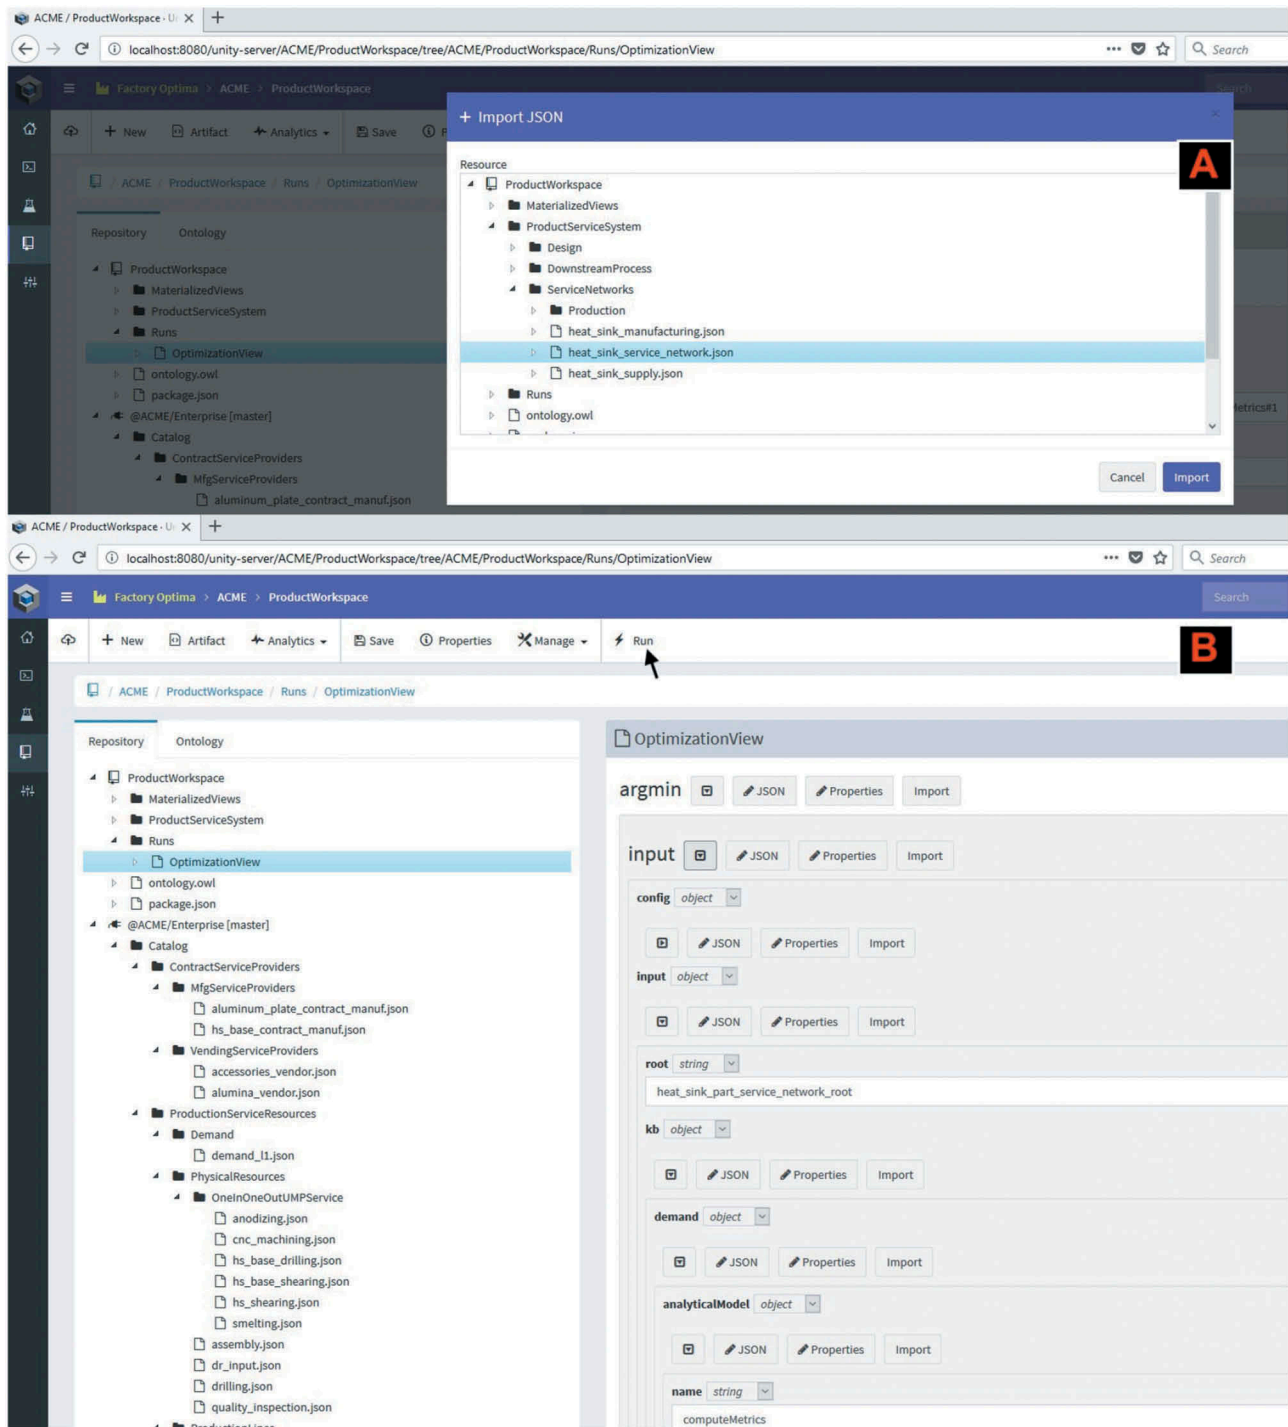 ACME / ProductWorkspace - U
localhost:8080/unity-server/ACME/ProductWorkspace/tree/ACME/ProductWorkspace/Runs/OptimizationView
Search
Factory Optima > ACME > ProductWorkspace
Search
+ New Artifact Analytics Save
/ ACME / ProductWorkspace / Runs / OptimizationView
Repository Ontology
ProductWorkspace
MaterializedViews
ProductServiceSystem
Runs
OptimizationView
ontology.owl
package.json
@ACME/Enterprise [master]
Catalog
ContractServiceProviders
MfgServiceProviders
aluminum_plate_contract_manuf.json
+ Import JSON
A
Resource
ProductWorkspace
MaterializedViews
ProductServiceSystem
Design
DownstreamProcess
ServiceNetworks
Production
heat_sink_manufacturing.json
heat_sink_service_network.json
heat_sink_supply.json
Runs
ontology.owl
Cancel Import
Metrics#1
ACME / ProductWorkspace - U
localhost:8080/unity-server/ACME/ProductWorkspace/tree/ACME/ProductWorkspace/Runs/OptimizationView
Search
Factory Optima > ACME > ProductWorkspace
Search
+ New Artifact Analytics Save Properties Manage Run
B
/ ACME / ProductWorkspace / Runs / OptimizationView
Repository Ontology
ProductWorkspace
MaterializedViews
ProductServiceSystem
Runs
OptimizationView
ontology.owl
package.json
@ACME/Enterprise [master]
Catalog
ContractServiceProviders
MfgServiceProviders
aluminum_plate_contract_manuf.json
hs_base_contract_manuf.json
VendingServiceProviders
accessories_vendor.json
alumina_vendor.json
ProductionServiceResources
Demand
demand_l1.json
PhysicalResources
OneInOneOutUMPService
anodizing.json
cnc_machining.json
hs_base_drilling.json
hs_base_shearing.json
hs_shearing.json
smelting.json
assembly.json
dr_input.json
drilling.json
quality_inspection.json
OptimizationView
argmin JSON Properties Import
input JSON Properties Import
config object
JSON Properties Import
input object
JSON Properties Import
root string
heat_sink_part_service_network_root
kb object
JSON Properties Import
demand object
JSON Properties Import
analyticalModel object
JSON Properties Import
name string
computeMetrics